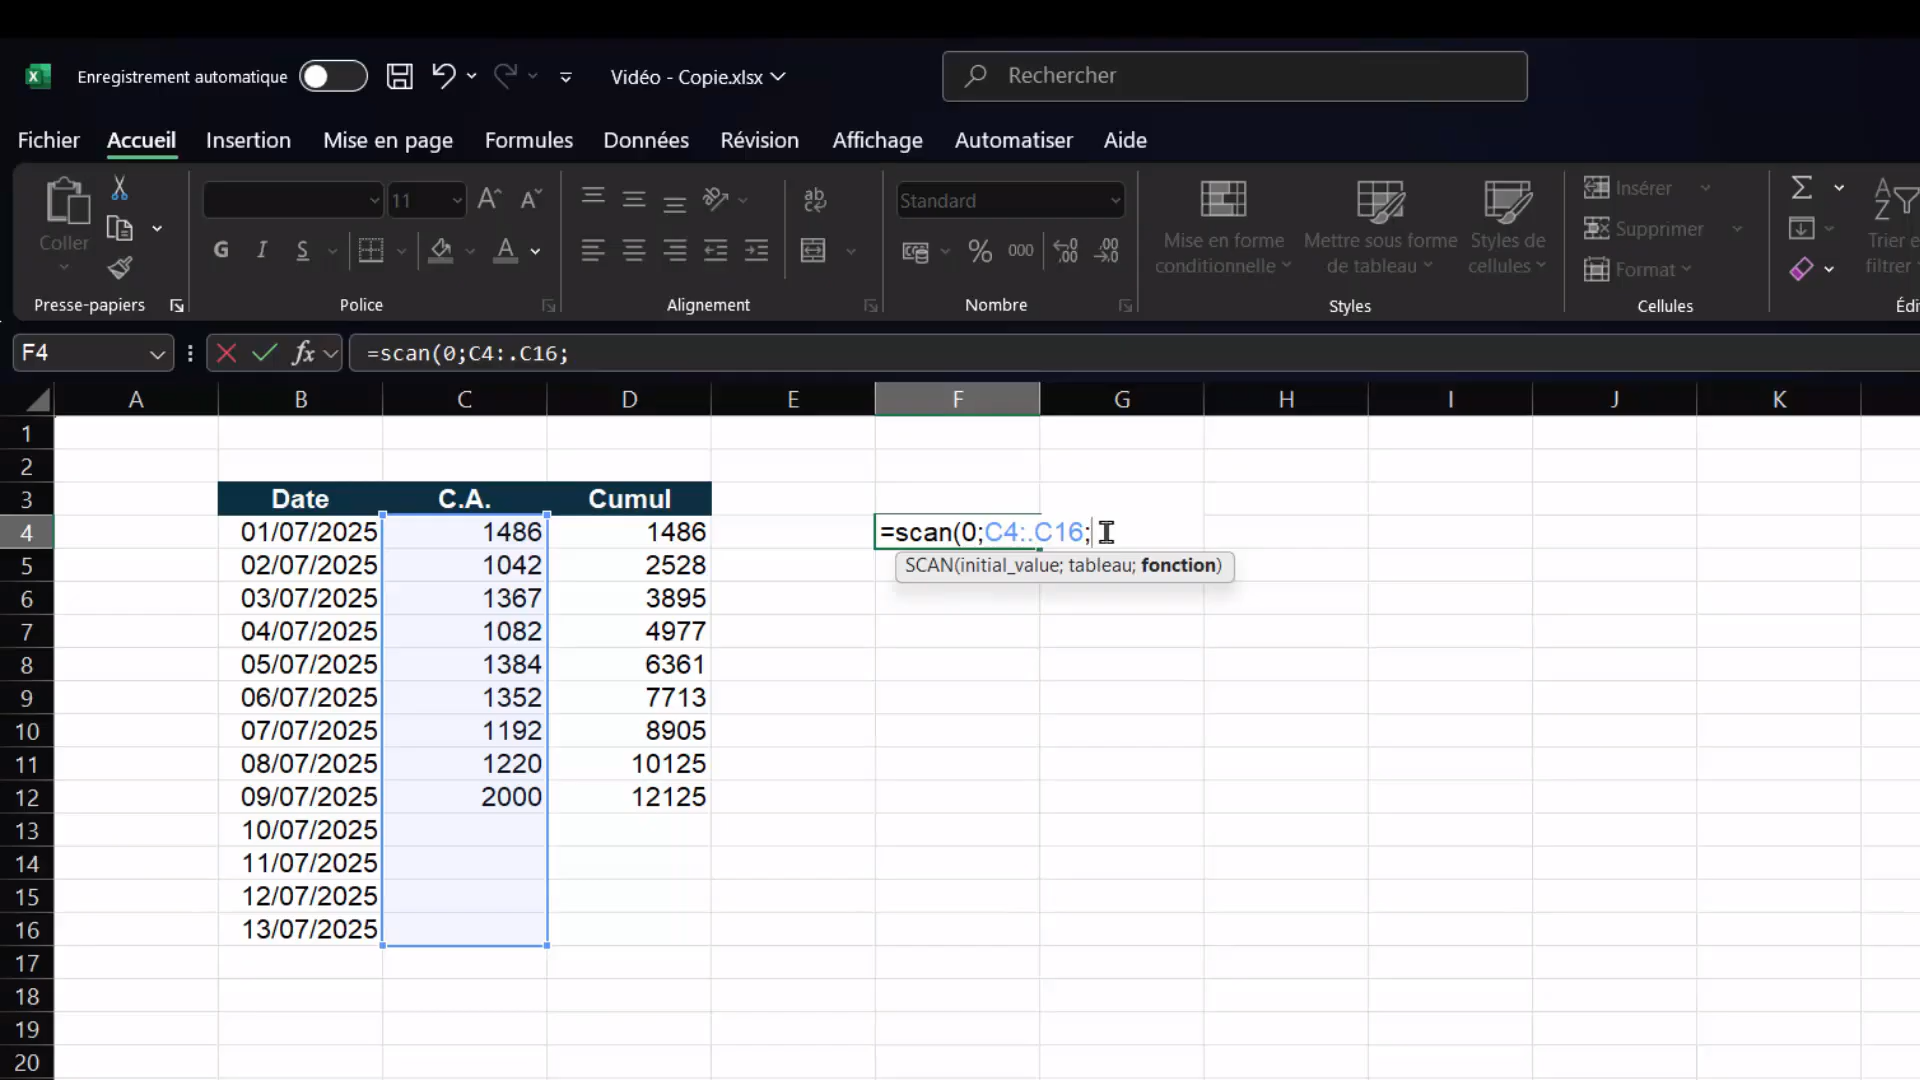 Enregistrement automatique Vidéo - Copie.xlsx Rechercher
Fichier Accueil Insertion Mise en page Formules Données Révision Affichage Automatiser Aide
Coller
11
G I S
A
ab
Standard
% 000
Mise en forme conditionnelle
Mettre sous forme de tableau
Styles de cellules
Insérer
Supprimer
Format
Σ
Trier e
filtrer
Presse-papiers Police Alignement Nombre Styles Cellules Édi
F4 fx =scan(0;C4:.C16;
A B C D E F G H I J K
1
2
3 Date C.A. Cumul
4 01/07/2025 1486 1486 =scan(0;C4:.C16;
SCAN(initial_value; tableau; fonction)
5 02/07/2025 1042 2528
6 03/07/2025 1367 3895
7 04/07/2025 1082 4977
8 05/07/2025 1384 6361
9 06/07/2025 1352 7713
10 07/07/2025 1192 8905
11 08/07/2025 1220 10125
12 09/07/2025 2000 12125
13 10/07/2025
14 11/07/2025
15 12/07/2025
16 13/07/2025
17
18
19
20